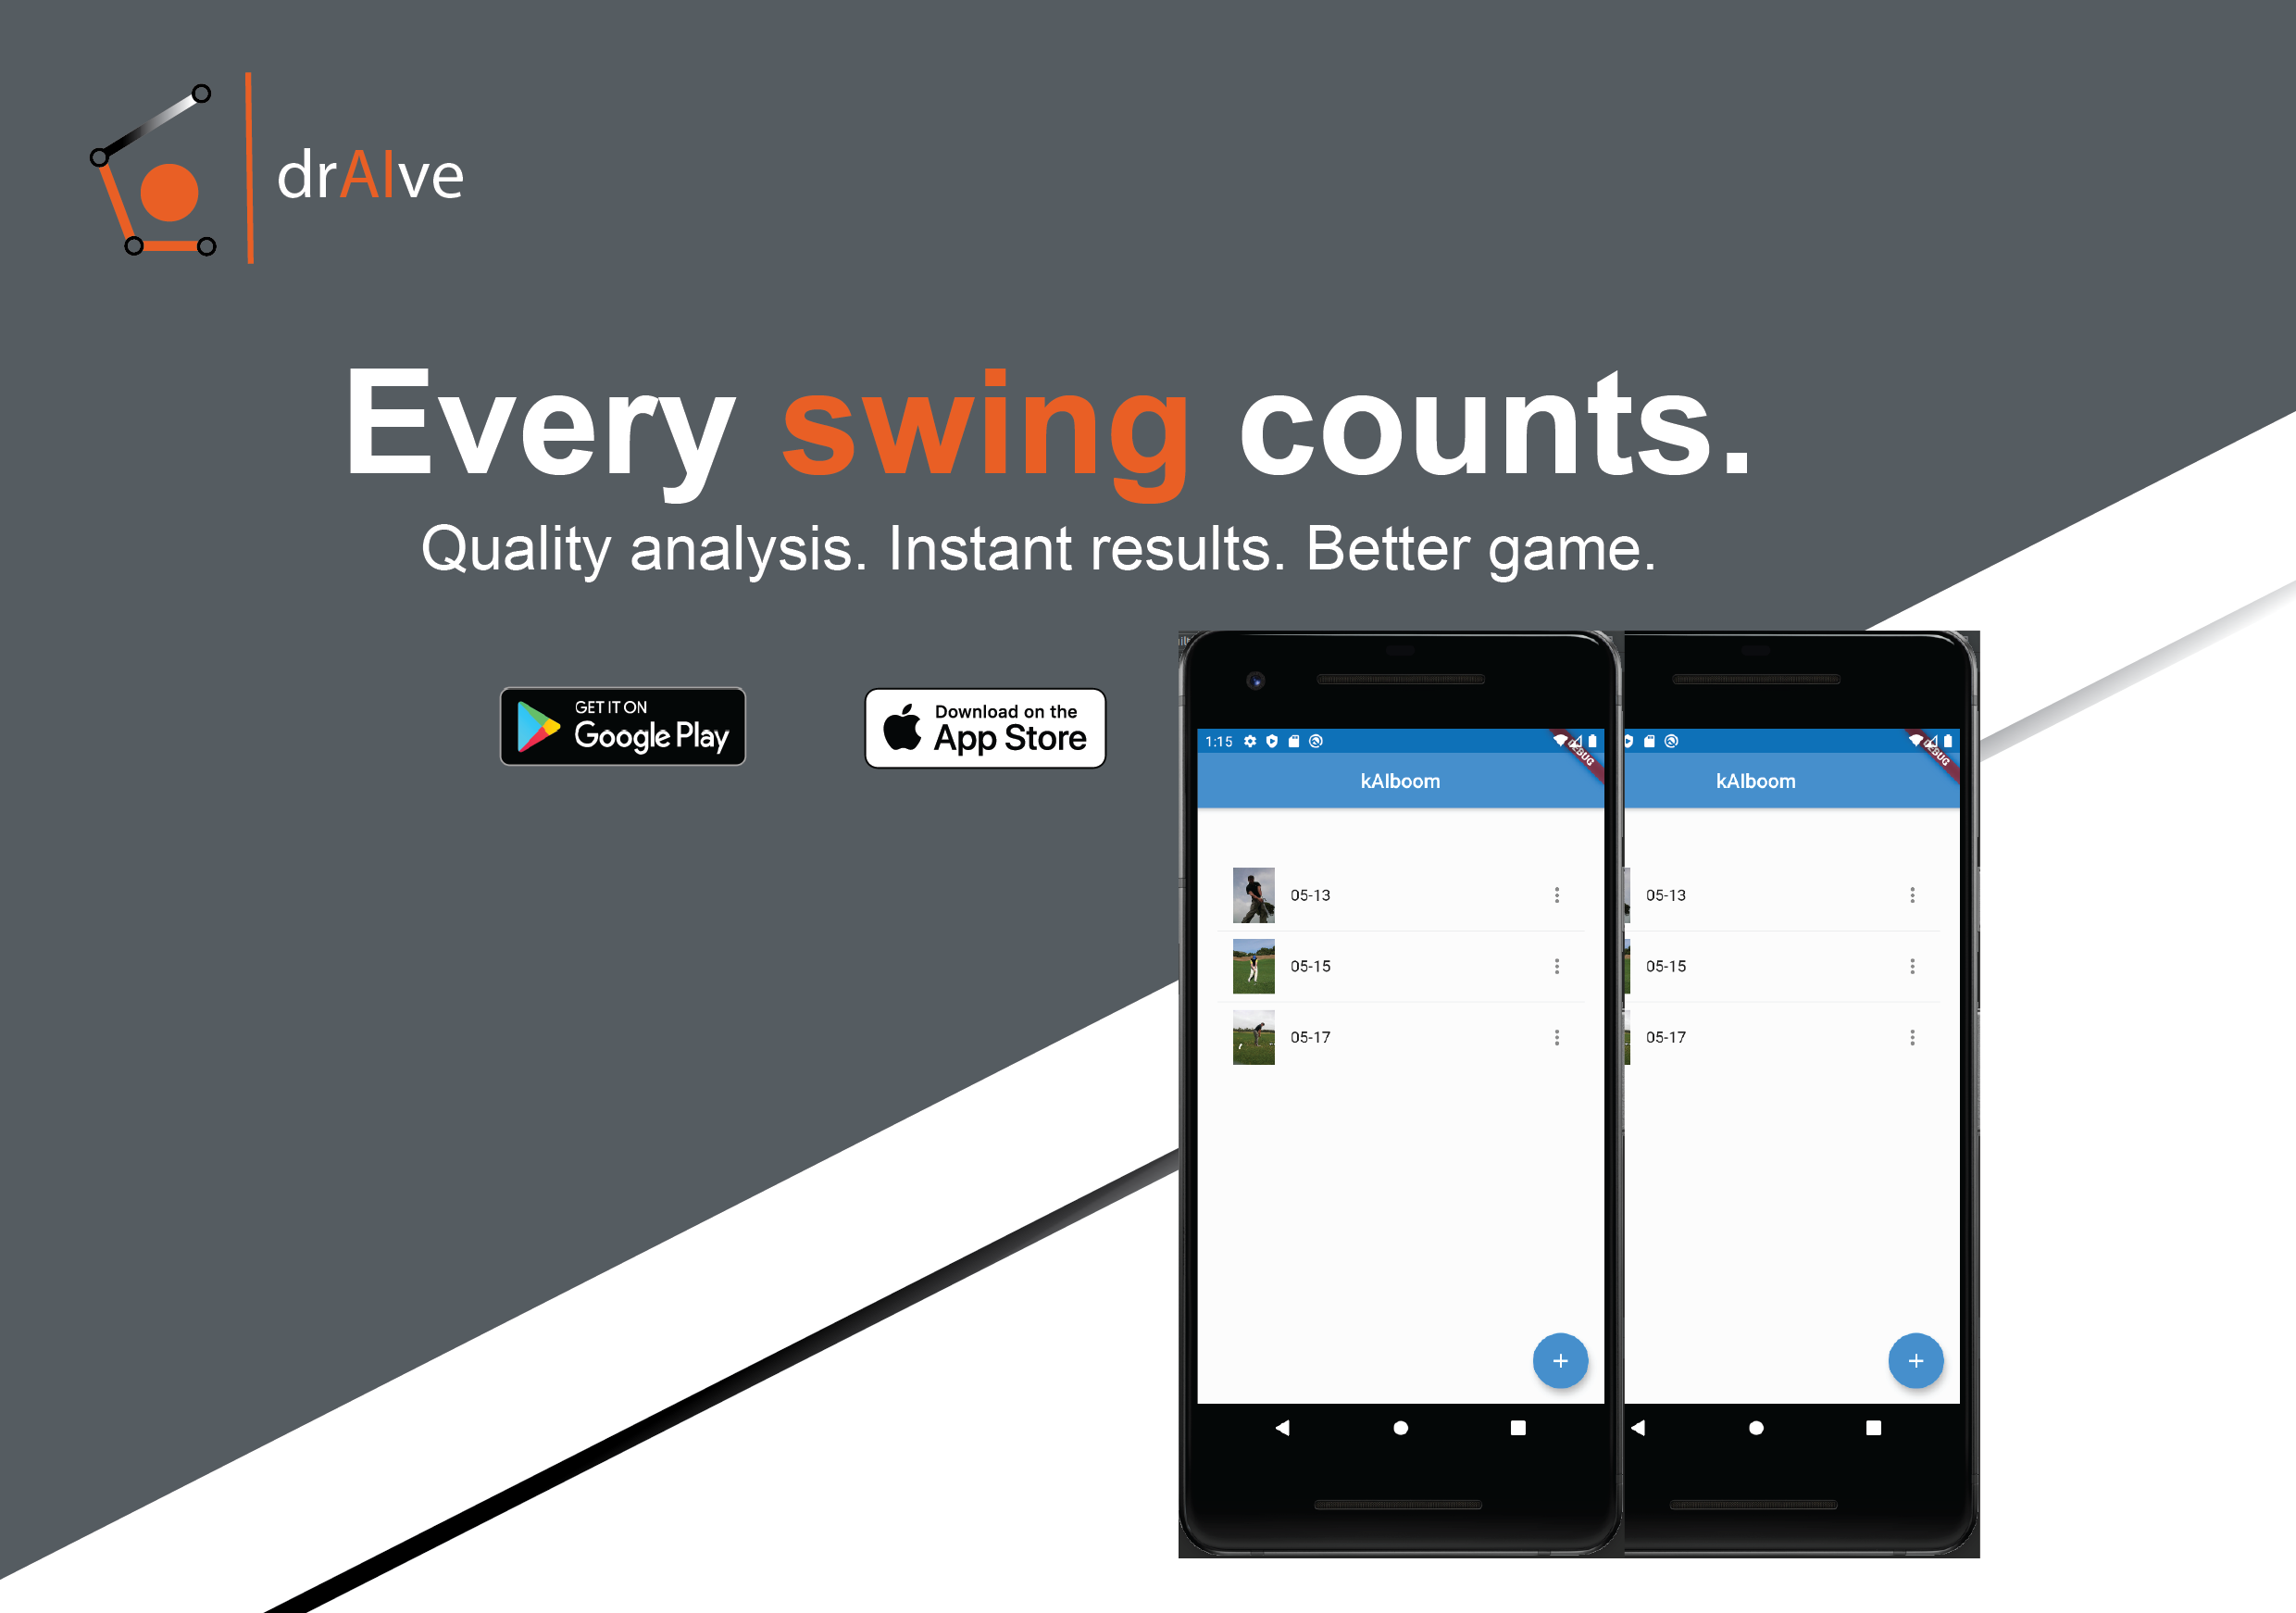 drAIve
Every swing counts.
Quality analysis. Instant results. Better game.
GET IT ON
Google Play
Download on the
App Store
1:15
DEBUG
kAIboom
05-13
05-15
05-17
DEBUG
kAIboom
05-13
05-15
05-17